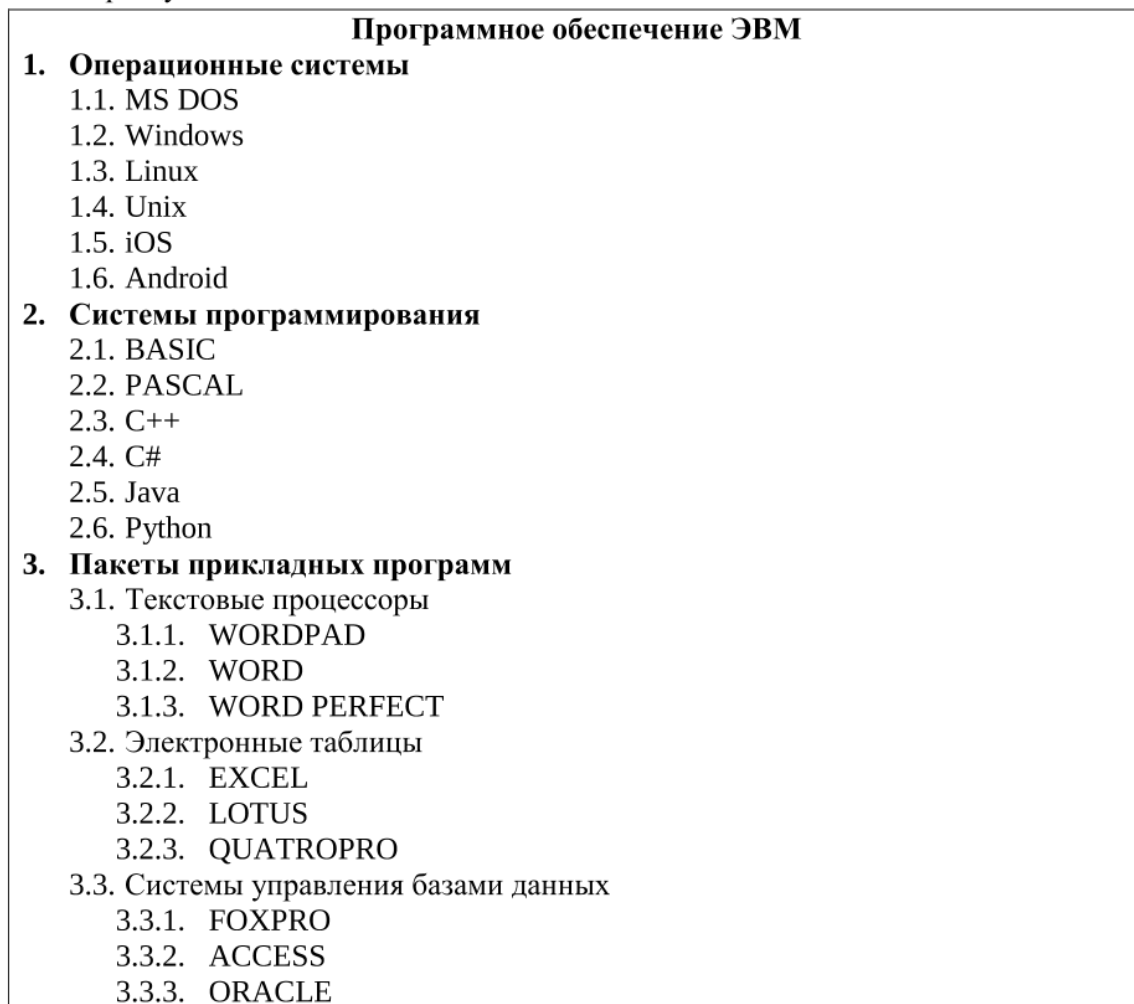 Программное обеспечение ЭВМ
1. Операционные системы
1.1. MS DOS
1.2. Windows
1.3. Linux
1.4. Unix
1.5. iOS
1.6. Android
2. Системы программирования
2.1. BASIC
2.2. PASCAL
2.3. C++
2.4. C#
2.5. Java
2.6. Python
3. Пакеты прикладных программ
3.1. Текстовые процессоры
3.1.1. WORDPAD
3.1.2. WORD
3.1.3. WORD PERFECT
3.2. Электронные таблицы
3.2.1. EXCEL
3.2.2. LOTUS
3.2.3. QUATROPRO
3.3. Системы управления базами данных
3.3.1. FOXPRO
3.3.2. ACCESS
3.3.3. ORACLE